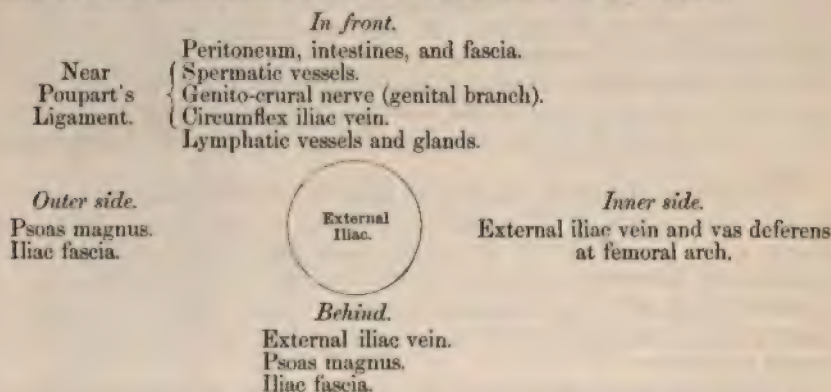 In front.
Peritoneum, intestines, and fascia.
Near Poupart's Ligament.
Spermatic vessels.
Genito-crural nerve (genital branch).
Circumflex iliac vein.
Lymphatic vessels and glands.
Outer side.
Psoas magnus.
Iliac fascia.
External
Iliac.
Inner side.
External iliac vein and vas deferens
at femoral arch.
Behind.
External iliac vein.
Psoas magnus.
Iliac fascia.